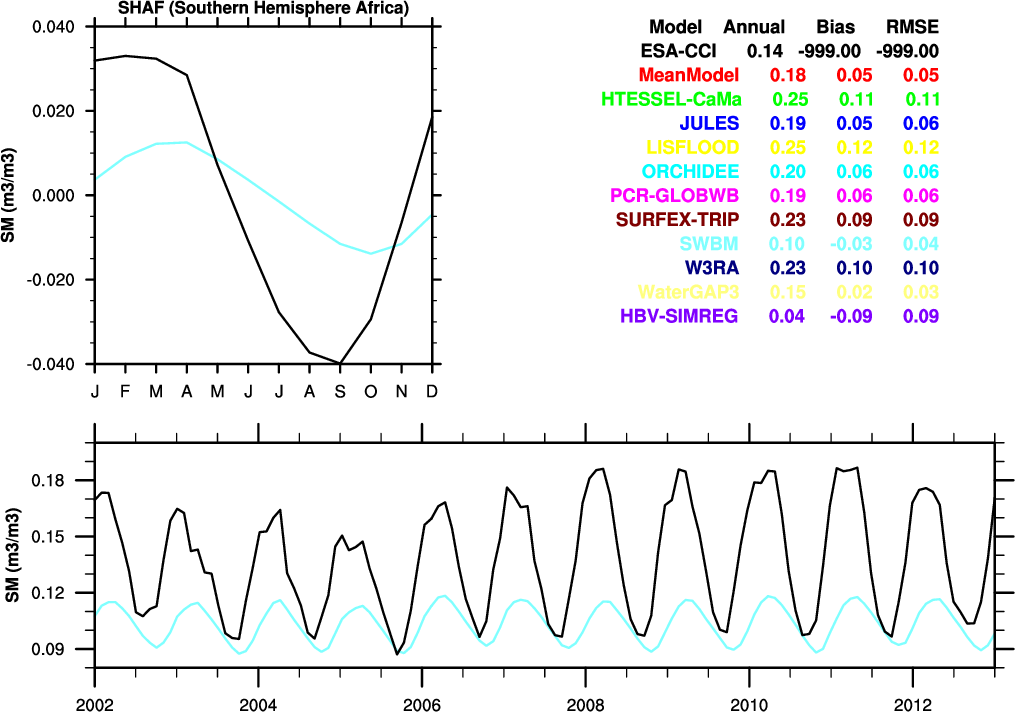 SHAF (Southern Hemisphere Africa)
0.040
0.020
0.000
-0.020
-0.040
SM (m3/m3)
J F M A M J J A S O N D
Model Annual Bias RMSE
ESA-CCI 0.14 -999.00 -999.00
MeanModel 0.18 0.05 0.05
HTESSEL-CaMa 0.25 0.11 0.11
JULES 0.19 0.05 0.06
LISFLOOD 0.25 0.12 0.12
ORCHIDEE 0.20 0.06 0.06
PCR-GLOBWB 0.19 0.06 0.06
SURFEX-TRIP 0.23 0.09 0.09
SWBM 0.10 -0.03 0.04
W3RA 0.23 0.10 0.10
WaterGAP3 0.15 0.02 0.03
HBV-SIMREG 0.04 -0.09 0.09
0.18
0.15
0.12
0.09
SM (m3/m3)
2002 2004 2006 2008 2010 2012